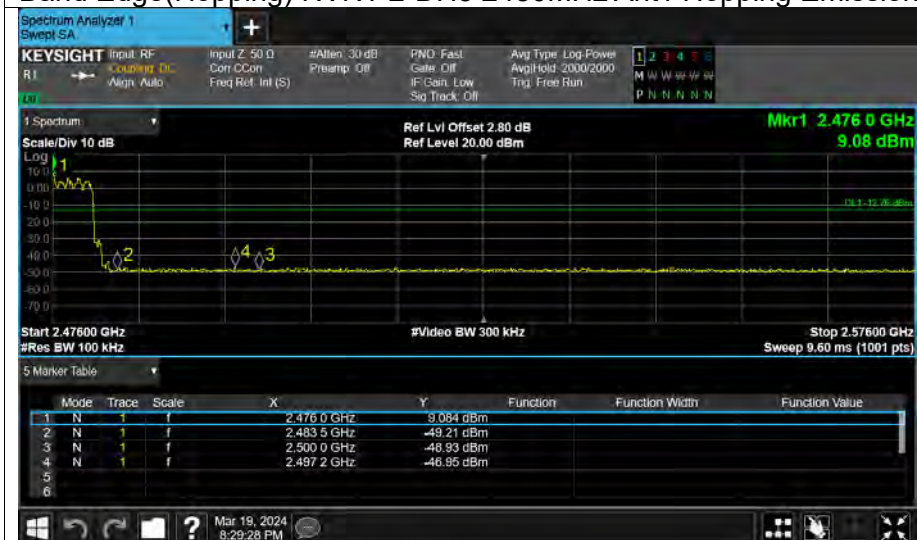 Spectrum Analyzer 1
Swept SA
+
KEYSIGHT Input: RF Input Z: 50 Ω #Atten: 30 dB PNO: Fast Avg Type: Log-Power 1 2 3 4 5 6
R1 Coupling: DC Corr CCorr Preamp: Off Gate: Off Avg|Hold: 2000/2000 M W W W W W
Align: Auto Freq Ref: Int (S) IF Gain: Low Trig: Free Run
Sig Track: Off P N N N N N
1 Spectrum Ref Lvl Offset 2.80 dB Mkr1 2.476 0 GHz
Scale/Div 10 dB Ref Level 20.00 dBm 9.08 dBm
Log
1
10.0
0.00
-10.0 DL1 -12.76 dBm
-20.0
-30.0
-40.0 2 4 3
-50.0
-60.0
-70.0
Start 2.47600 GHz #Video BW 300 kHz Stop 2.57600 GHz
#Res BW 100 kHz Sweep 9.60 ms (1001 pts)
5 Marker Table
Mode Trace Scale X Y Function Function Width Function Value
1 N 1 f 2.476 0 GHz 9.084 dBm
2 N 1 f 2.483 5 GHz -49.21 dBm
3 N 1 f 2.500 0 GHz -48.93 dBm
4 N 1 f 2.497 2 GHz -46.95 dBm
5
6
? Mar 19, 2024
8:29:28 PM